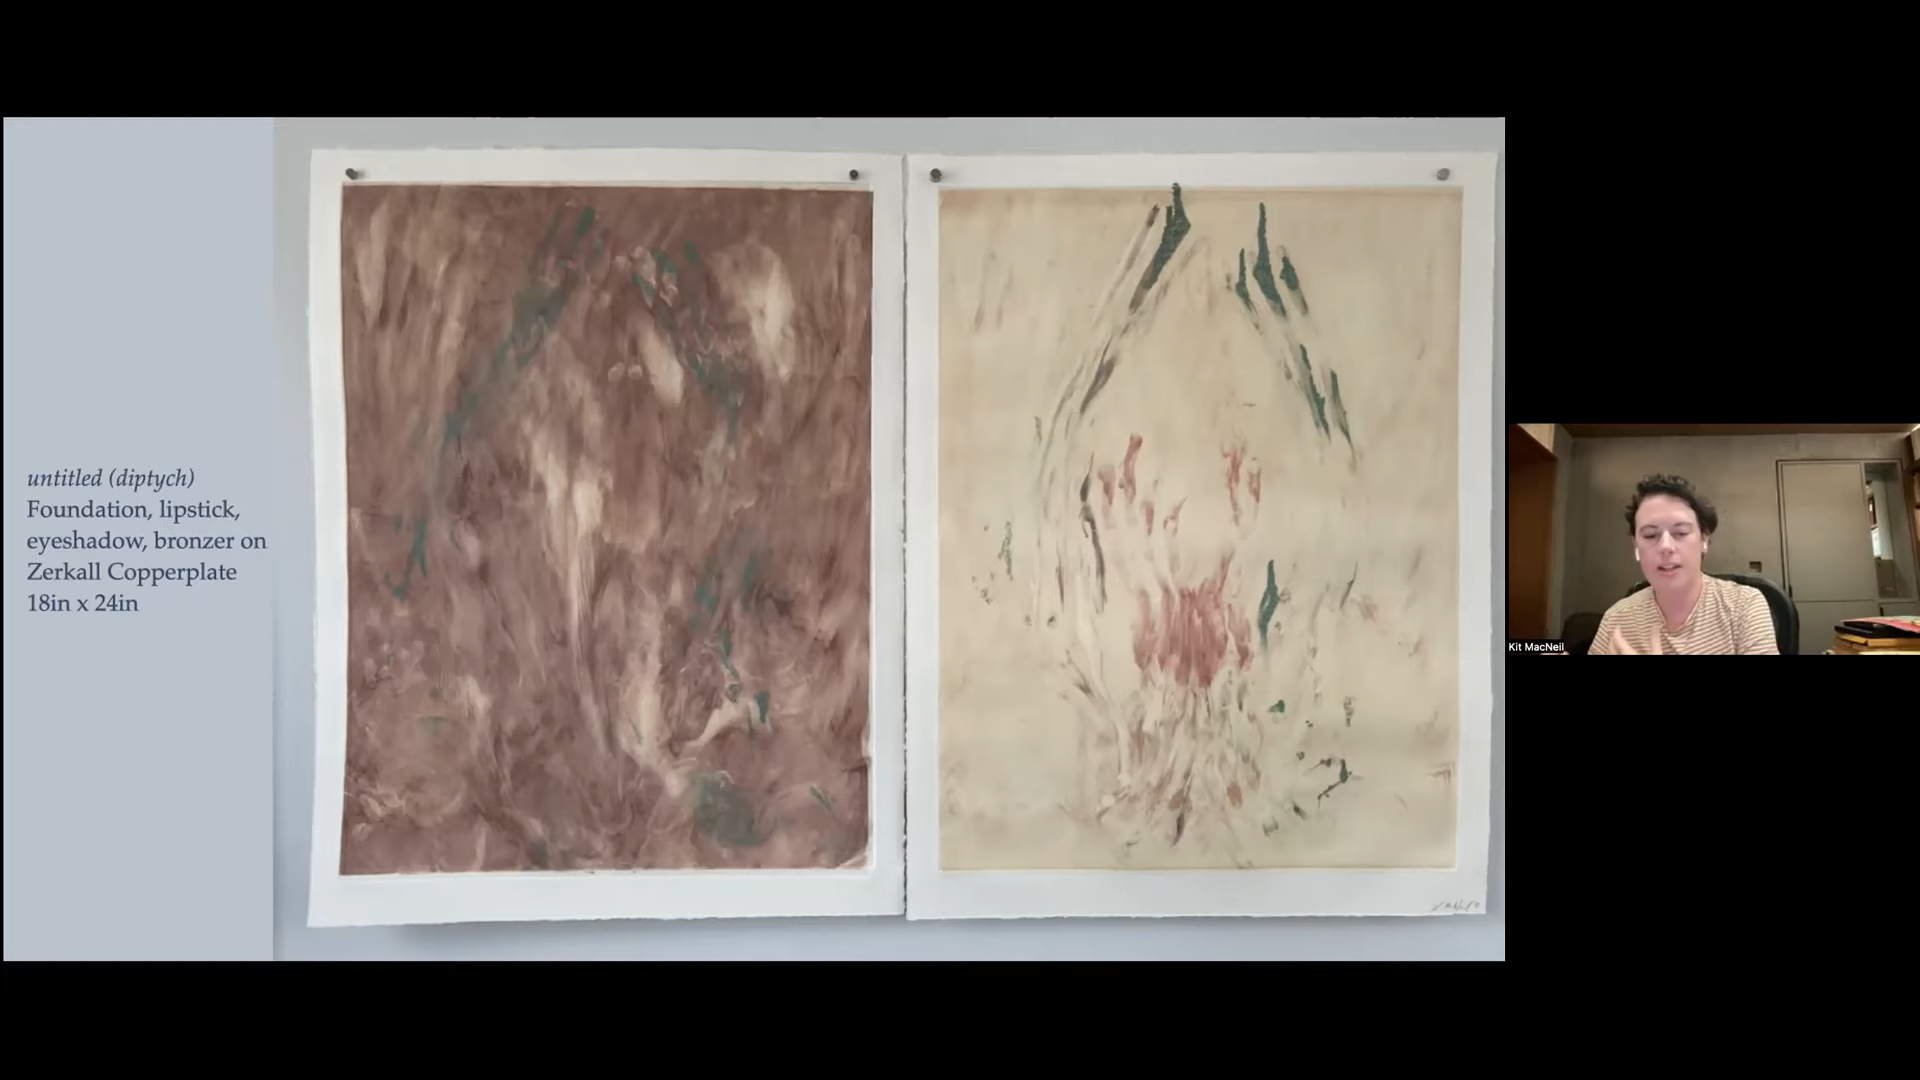 untitled (diptych)
Foundation, lipstick,
eyeshadow, bronzer on
Zerkall Copperplate
18in x 24in
Kit MacNeil